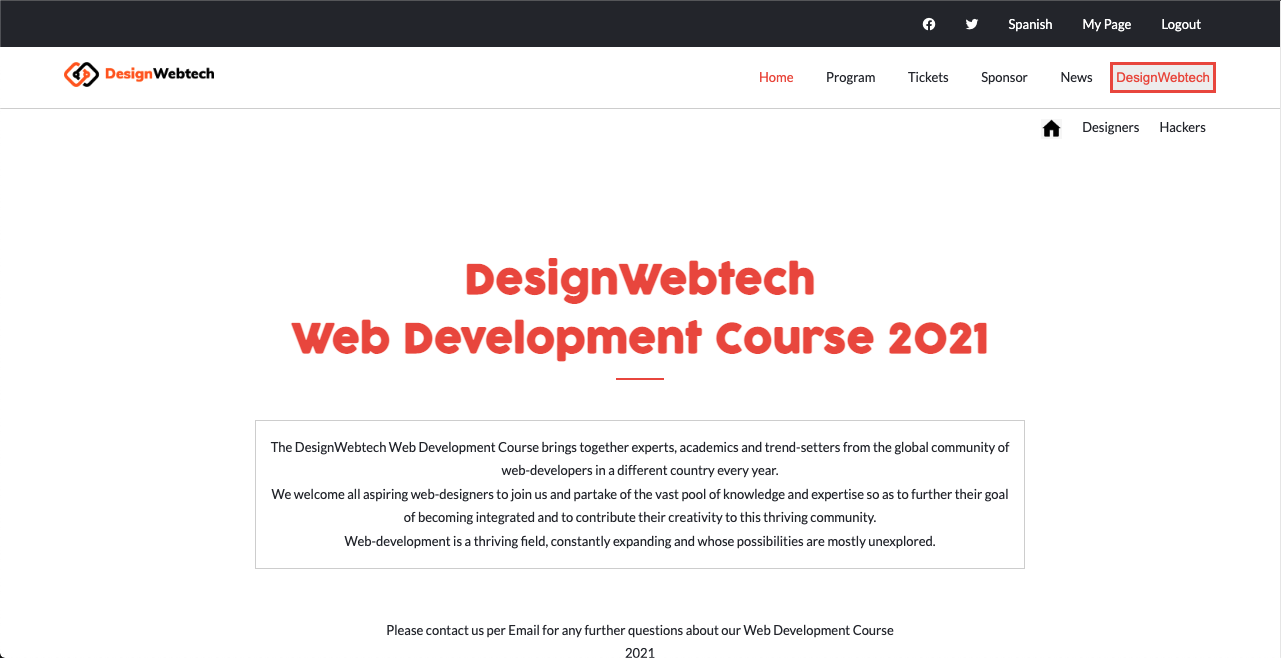 Spanish My Page Logout
DesignWebtech Home Program Tickets Sponsor News DesignWebtech
Designers Hackers
DesignWebtech
Web Development Course 2021
The DesignWebtech Web Development Course brings together experts, academics and trend-setters from the global community of
web-developers in a different country every year.
We welcome all aspiring web-designers to join us and partake of the vast pool of knowledge and expertise so as to further their goal
of becoming integrated and to contribute their creativity to this thriving community.
Web-development is a thriving field, constantly expanding and whose possibilities are mostly unexplored.
Please contact us per Email for any further questions about our Web Development Course
2021